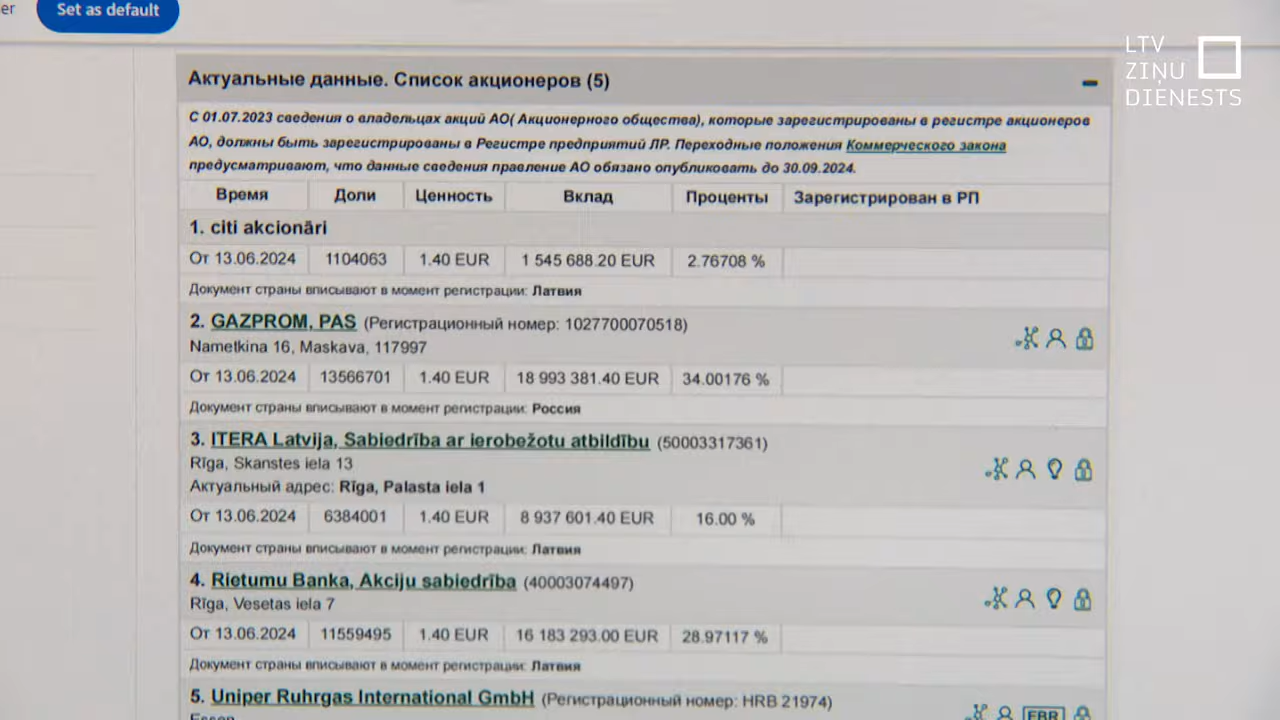 er
Set as default
LTV
ZIŅU
DIENESTS
Актуальные данные. Список акционеров (5)
С 01.07.2023 сведения о владельцах акций АО( Акционерного общества), которые зарегистрированы в регистре акционеров
АО, должны быть зарегистрированы в Регистре предприятий ЛР. Переходные положения Коммерческого закона
предусматривают, что данные сведения правление АО обязано опубликовать до 30.09.2024.
Время Доли Ценность Вклад Проценты Зарегистрирован в РП
1. citi akcionāri
От 13.06.2024 1104063 1.40 EUR 1 545 688.20 EUR 2.76708 %
Документ страны вписывают в момент регистрации: Латвия
2. GAZPROM, PAS (Регистрационный номер: 1027700070518)
Nametkina 16, Maskava, 117997
От 13.06.2024 13566701 1.40 EUR 18 993 381.40 EUR 34.00176 %
Документ страны вписывают в момент регистрации: Россия
3. ITERA Latvija, Sabiedrība ar ierobežotu atbildību (50003317361)
Rīga, Skanstes iela 13
Актуальный адрес: Rīga, Palasta iela 1
От 13.06.2024 6384001 1.40 EUR 8 937 601.40 EUR 16.00 %
Документ страны вписывают в момент регистрации: Латвия
4. Rietumu Banka, Akciju sabiedrība (40003074497)
Rīga, Vesetas iela 7
От 13.06.2024 11559495 1.40 EUR 16 183 293.00 EUR 28.97117 %
Документ страны вписывают в момент регистрации: Латвия
5. Uniper Ruhrgas International GmbH (Регистрационный номер: HRB 21974)
Essen
EBR